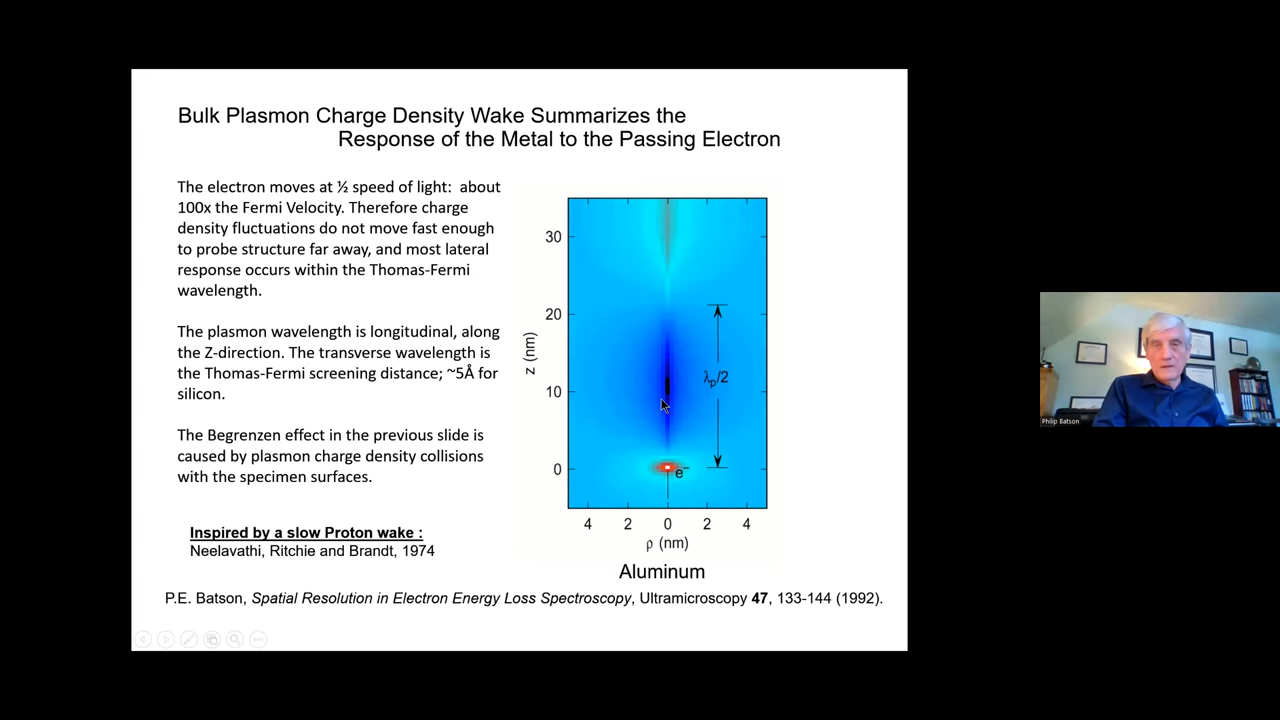 Bulk Plasmon Charge Density Wake Summarizes the
Response of the Metal to the Passing Electron
The electron moves at ½ speed of light:  about
100x the Fermi Velocity. Therefore charge
density fluctuations do not move fast enough
to probe structure far away, and most lateral
response occurs within the Thomas-Fermi
wavelength.
The plasmon wavelength is longitudinal, along
the Z-direction. The transverse wavelength is
the Thomas-Fermi screening distance; ~5Å for
silicon.
The Begrenzen effect in the previous slide is
caused by plasmon charge density collisions
with the specimen surfaces.
Inspired by a slow Proton wake :
Neelavathi, Ritchie and Brandt, 1974
30
20
10
0
z (nm)
λp/2
e-
4 2 0 2 4
ρ (nm)
Aluminum
P.E. Batson, Spatial Resolution in Electron Energy Loss Spectroscopy, Ultramicroscopy 47, 133-144 (1992).
Philip Batson